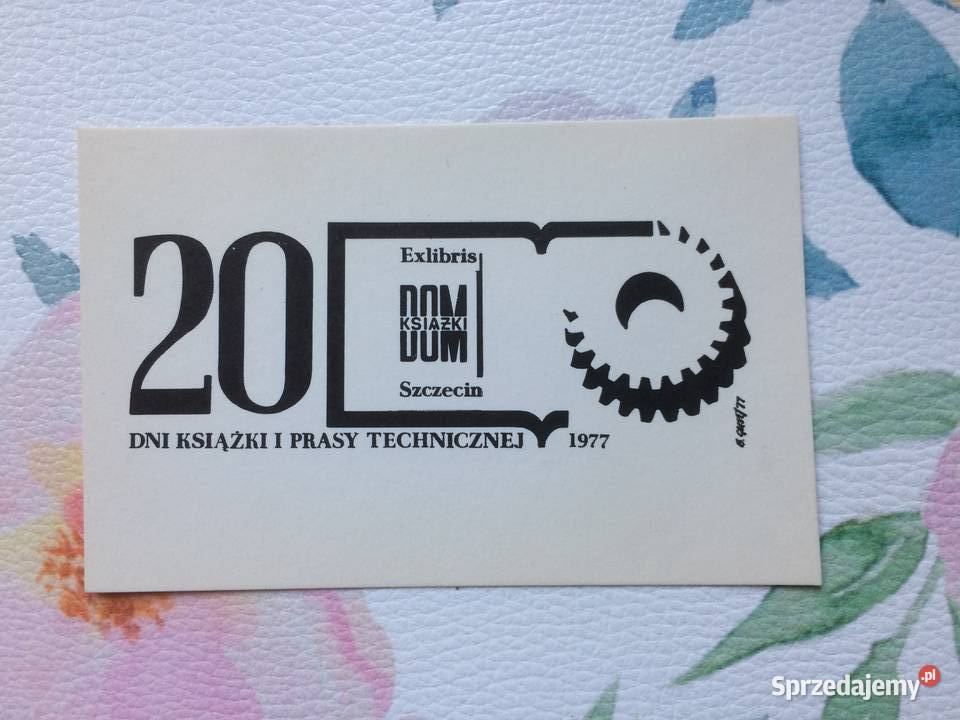 20
Exlibris
DOM
KSIĄŻKI
DOM
Szczecin
DNI KSIĄŻKI I PRASY TECHNICZNEJ 1977
Sprzedajemy.pl